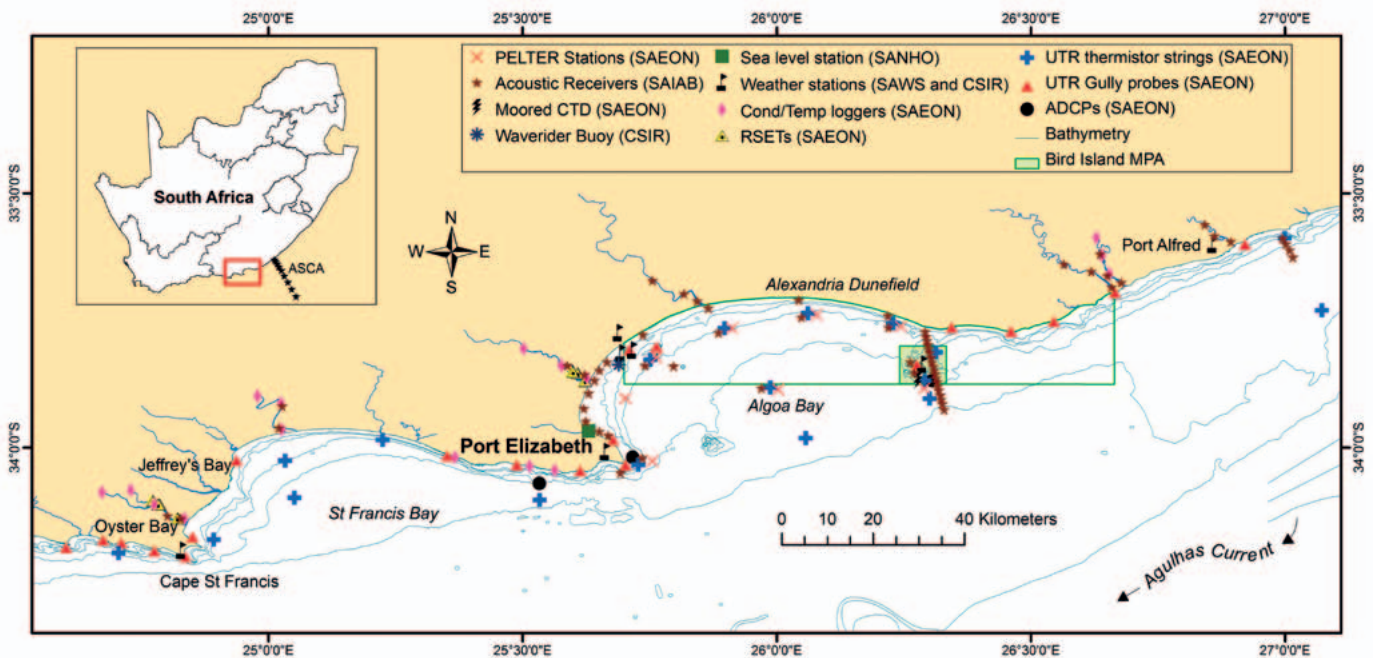 25°0'0"E 25°30'0"E 26°0'0"E 26°30'0"E 27°0'0"E
PELTER Stations (SAEON)
Acoustic Receivers (SAIAB)
Moored CTD (SAEON)
Waverider Buoy (CSIR)
Sea level station (SANHO)
Weather stations (SAWS and CSIR)
Cond/Temp loggers (SAEON)
RSETs (SAEON)
UTR thermistor strings (SAEON)
UTR Gully probes (SAEON)
ADCPs (SAEON)
Bathymetry
Bird Island MPA
33°30'0"S
33°30'0"S
South Africa
ASCA
N
W E
S
Port Alfred
Alexandria Dunefield
Algoa Bay
Port Elizabeth
34°0'0"S
34°0'0"S
Jeffrey's Bay
St Francis Bay
Oyster Bay
Cape St Francis
0 10 20 40 Kilometers
Agulhas Current
25°0'0"E 25°30'0"E 26°0'0"E 26°30'0"E 27°0'0"E